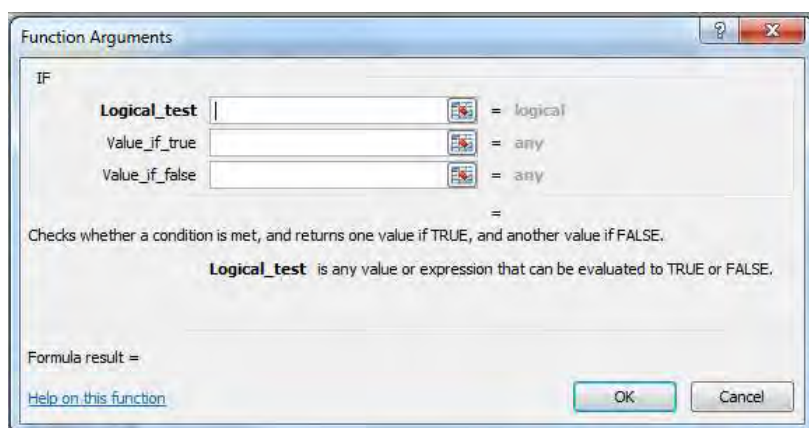 Function Arguments
IF
Logical_test = logical
Value_if_true = any
Value_if_false = any
=
Checks whether a condition is met, and returns one value if TRUE, and another value if FALSE.
Logical_test is any value or expression that can be evaluated to TRUE or FALSE.
Formula result =
Help on this function OK Cancel